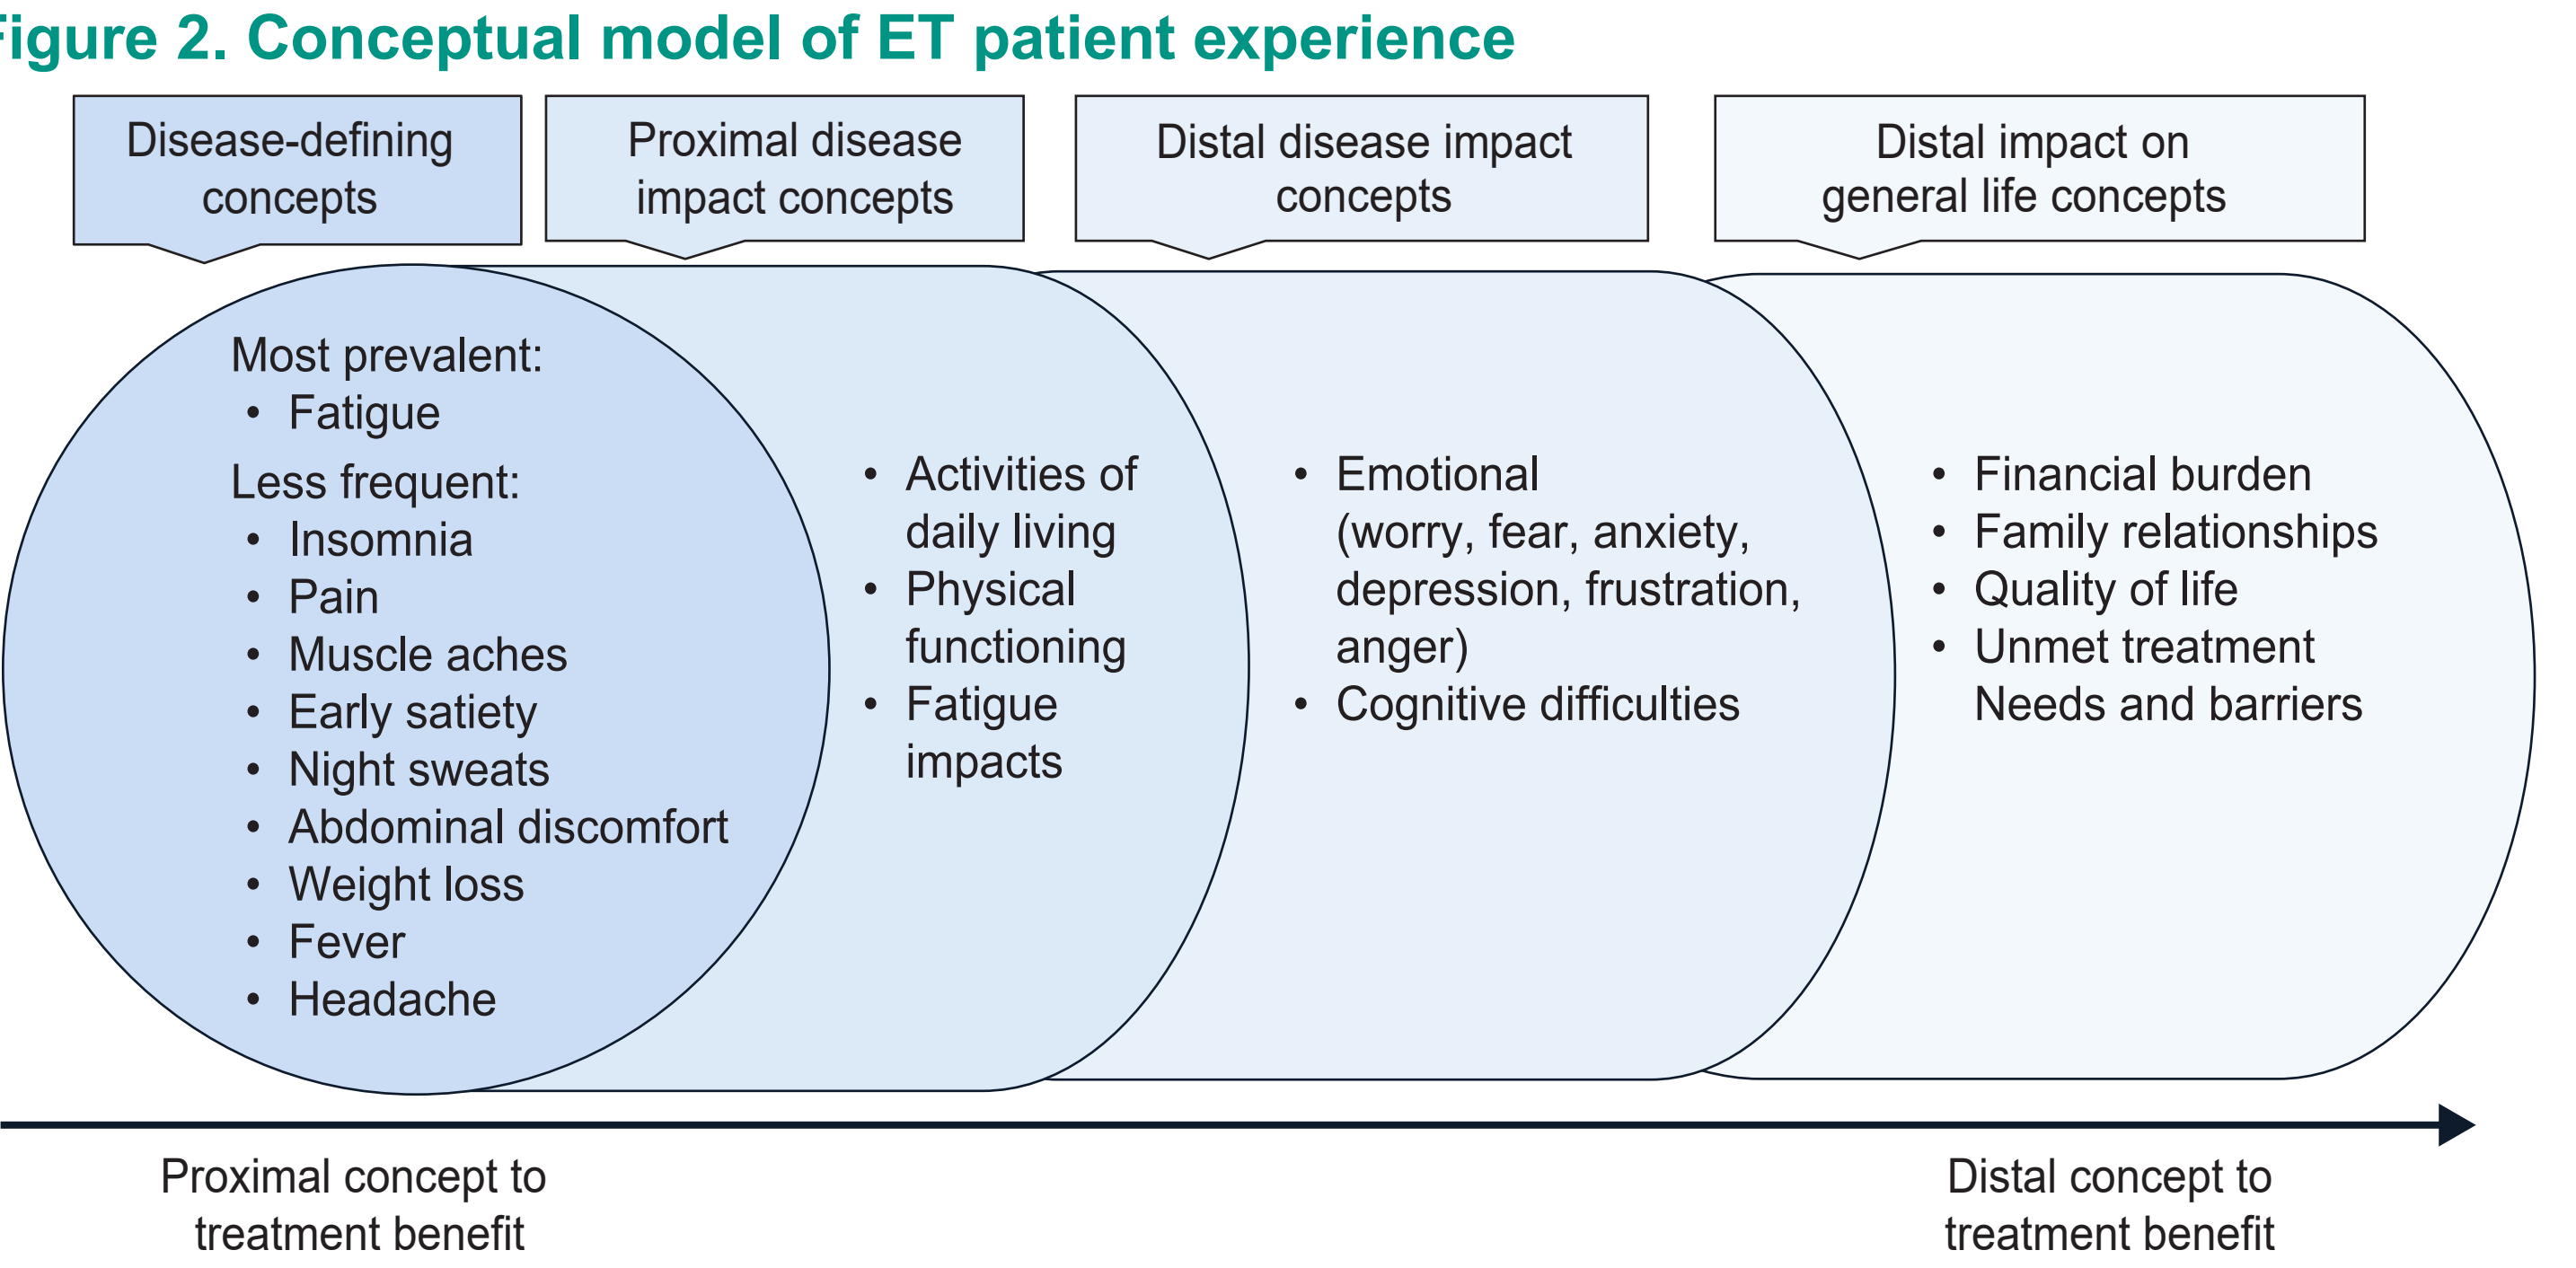 Figure 2. Conceptual model of ET patient experience
Disease-defining
concepts
Proximal disease
impact concepts
Distal disease impact
concepts
Distal impact on
general life concepts
Most prevalent:
• Fatigue
Less frequent:
• Insomnia
• Pain
• Muscle aches
• Early satiety
• Night sweats
• Abdominal discomfort
• Weight loss
• Fever
• Headache
• Activities of
daily living
• Physical
functioning
• Fatigue
impacts
• Emotional
(worry, fear, anxiety,
depression, frustration,
anger)
• Cognitive difficulties
• Financial burden
• Family relationships
• Quality of life
• Unmet treatment
Needs and barriers
Proximal concept to
treatment benefit
Distal concept to
treatment benefit